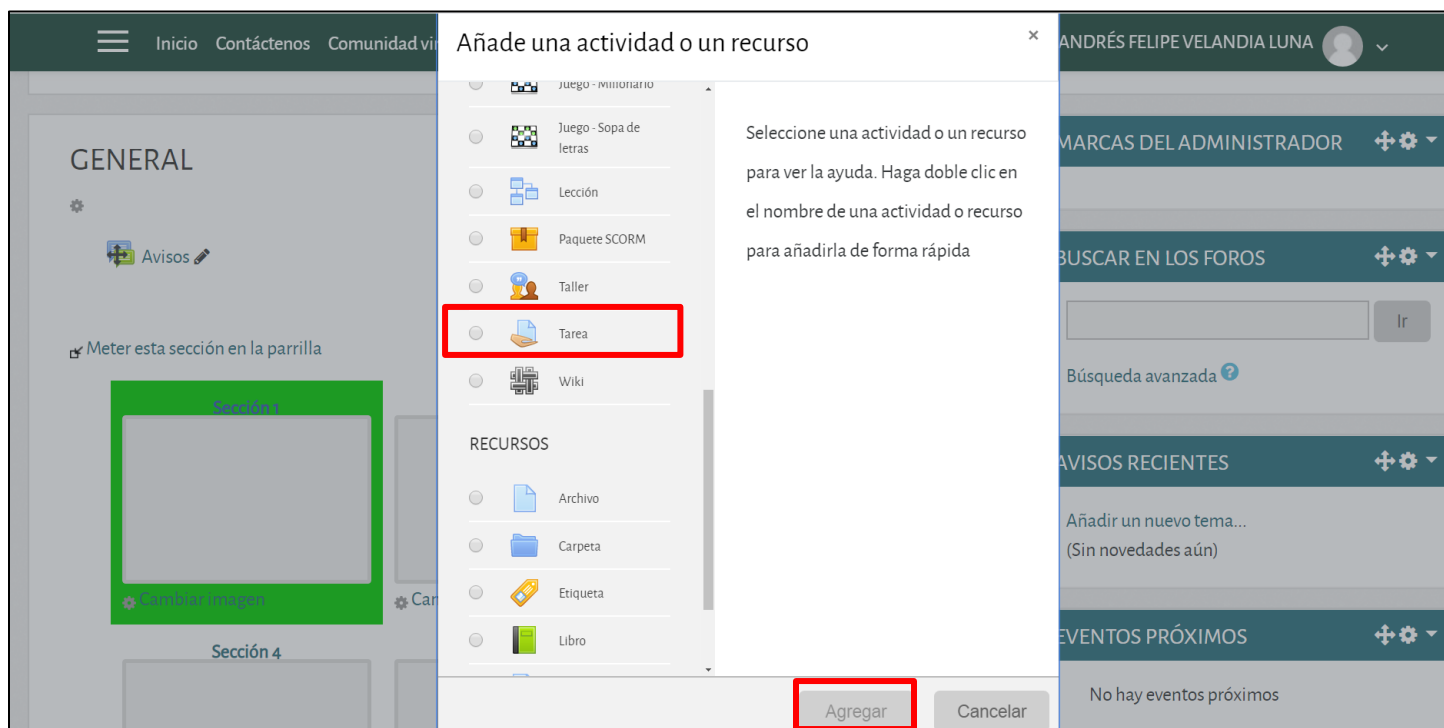 Inicio Contáctenos Comunidad vi
Añade una actividad o un recurso ×
ANDRÉS FELIPE VELANDIA LUNA
GENERAL
Avisos
Meter esta sección en la parrilla
Sección 1
Cambiar imagen
Sección 4
Juego - Millonario
Juego - Sopa de
letras
Lección
Paquete SCORM
Taller
Tarea
Wiki
RECURSOS
Archivo
Carpeta
Etiqueta
Libro
Seleccione una actividad o un recurso
para ver la ayuda. Haga doble clic en
el nombre de una actividad o recurso
para añadirla de forma rápida
Agregar Cancelar
MARCAS DEL ADMINISTRADOR
BUSCAR EN LOS FOROS
Ir
Búsqueda avanzada
AVISOS RECIENTES
Añadir un nuevo tema...
(Sin novedades aún)
EVENTOS PRÓXIMOS
No hay eventos próximos